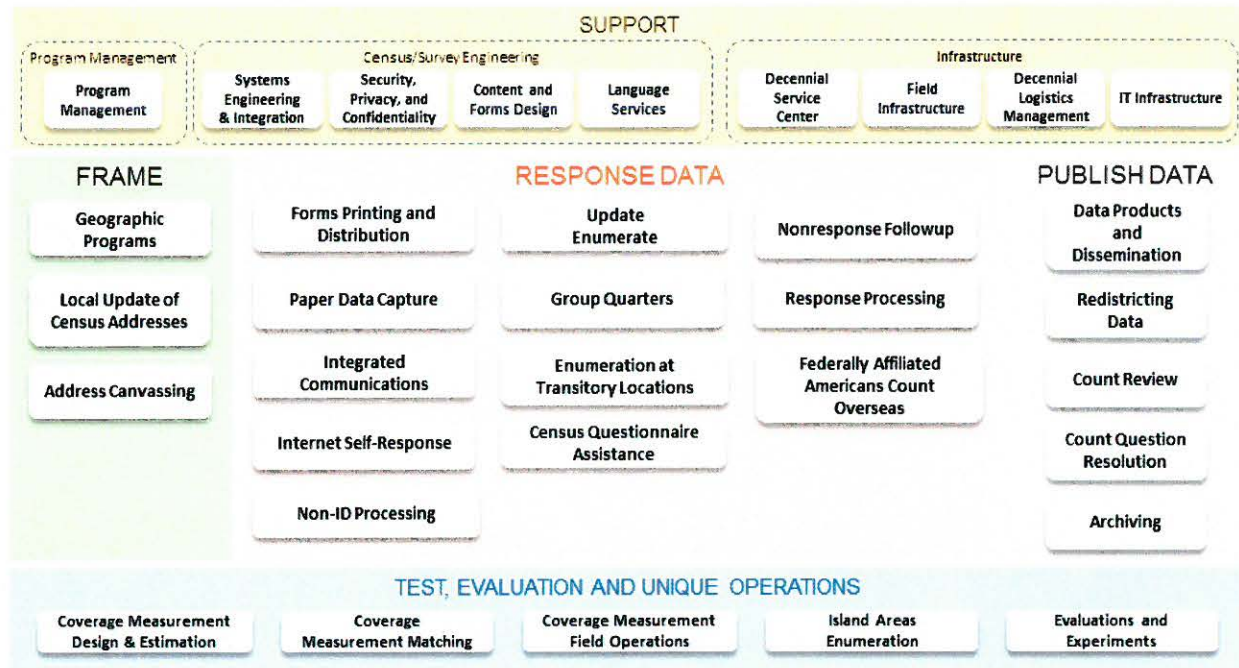 SUPPORT
Program Management
Program
Management
Census/Survey Engineering
Systems
Engineering
& Integration
Security,
Privacy, and
Confidentiality
Content and
Forms Design
Language
Services
Infrastructure
Decennial
Service
Center
Field
Infrastructure
Decennial
Logistics
Management
IT Infrastructure
FRAME
Geographic
Programs
Local Update of
Census Addresses
Address Canvassing
RESPONSE DATA
Forms Printing and
Distribution
Paper Data Capture
Integrated
Communications
Internet Self-Response
Non-ID Processing
Update
Enumerate
Group Quarters
Enumeration at
Transitory Locations
Census Questionnaire
Assistance
Nonresponse Followup
Response Processing
Federally Affiliated
Americans Count
Overseas
PUBLISH DATA
Data Products
and
Dissemination
Redistricting
Data
Count Review
Count Question
Resolution
Archiving
TEST, EVALUATION AND UNIQUE OPERATIONS
Coverage Measurement
Design & Estimation
Coverage
Measurement Matching
Coverage Measurement
Field Operations
Island Areas
Enumeration
Evaluations and
Experiments